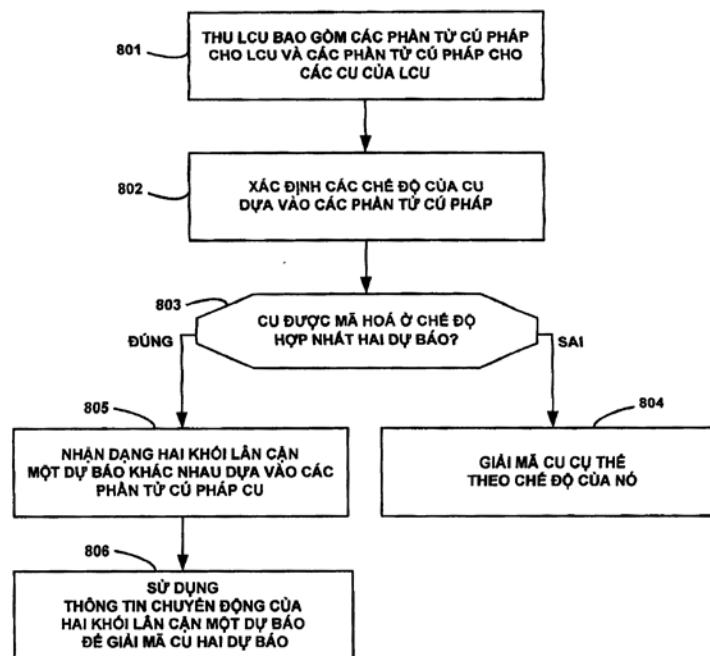 801
THU LCU BAO GỒM CÁC PHẦN TỬ CÚ PHÁP
CHO LCU VÀ CÁC PHẦN TỬ CÚ PHÁP CHO
CÁC CU CỦA LCU
802
XÁC ĐỊNH CÁC CHẾ ĐỘ CỦA CU
DỰA VÀO CÁC PHẦN TỬ CÚ PHÁP
803
CU ĐƯỢC MÃ HOÁ Ở CHẾ ĐỘ
HỢP NHẤT HAI DỰ BÁO?
ĐÚNG
SAI
805
NHẬN DẠNG HAI KHỐI LÂN CẬN
MỘT DỰ BÁO KHÁC NHAU DỰA VÀO CÁC
PHẦN TỬ CÚ PHÁP CU
804
GIẢI MÃ CU CỤ THỂ
THEO CHẾ ĐỘ CỦA NÓ
806
SỬ DỤNG
THÔNG TIN CHUYỂN ĐỘNG CỦA
HAI KHỐI LÂN CẬN MỘT DỰ BÁO
ĐỂ GIẢI MÃ CU HAI DỰ BÁO